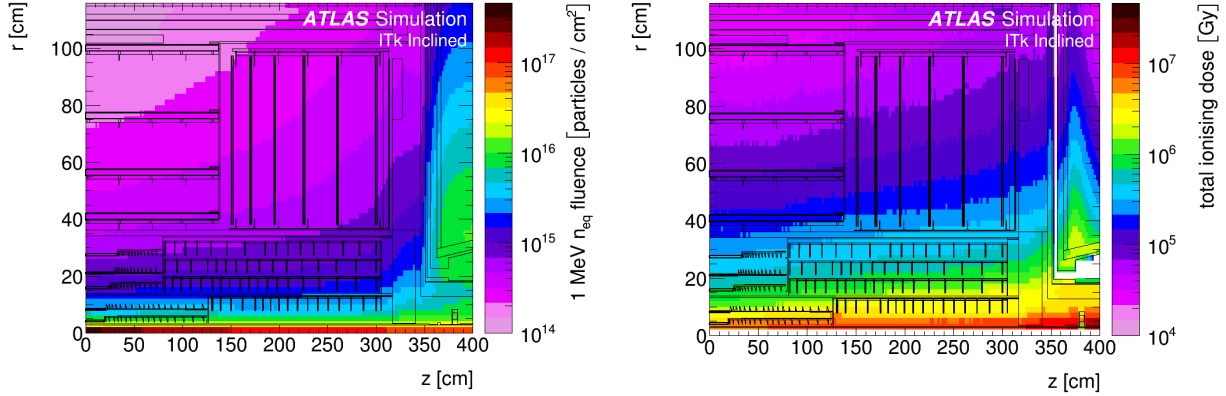 r [cm]
ATLAS Simulation
ITk Inclined
100
80
60
40
20
0
0 50 100 150 200 250 300 350 400
z [cm]
10^17
10^16
10^15
10^14
1 MeV n_eq fluence [particles / cm²]
r [cm]
ATLAS Simulation
ITk Inclined
100
80
60
40
20
0
0 50 100 150 200 250 300 350 400
z [cm]
10^7
10^6
10^5
10^4
total ionising dose [Gy]